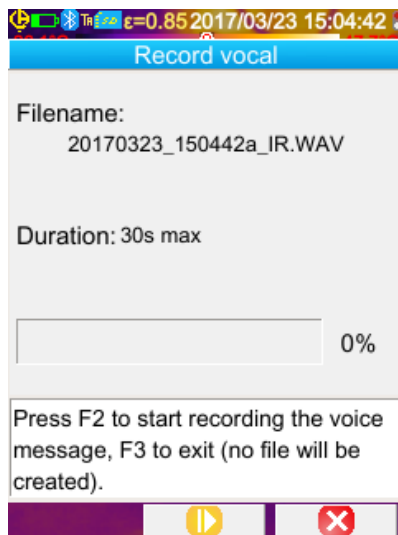 ε=0.85 2017/03/23 15:04:42
Record vocal
Filename:
20170323_150442a_IR.WAV
Duration: 30s max
0%
Press F2 to start recording the voice
message, F3 to exit (no file will be
created).